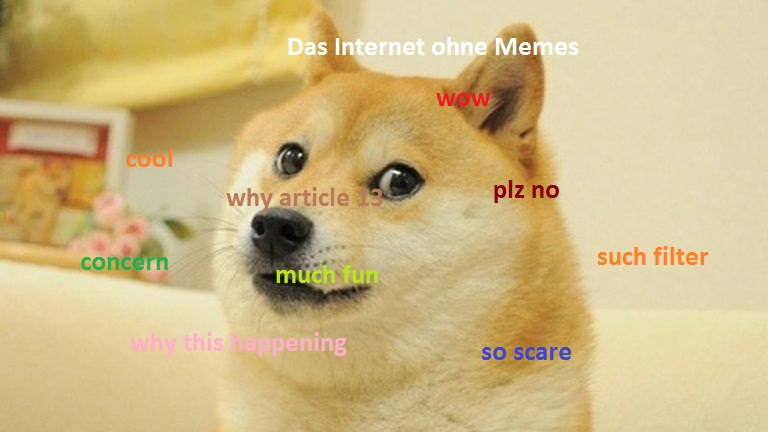 Das Internet ohne Memes
wow
cool
plz no
why article 13
such filter
concern
much fun
why this happening
so scare